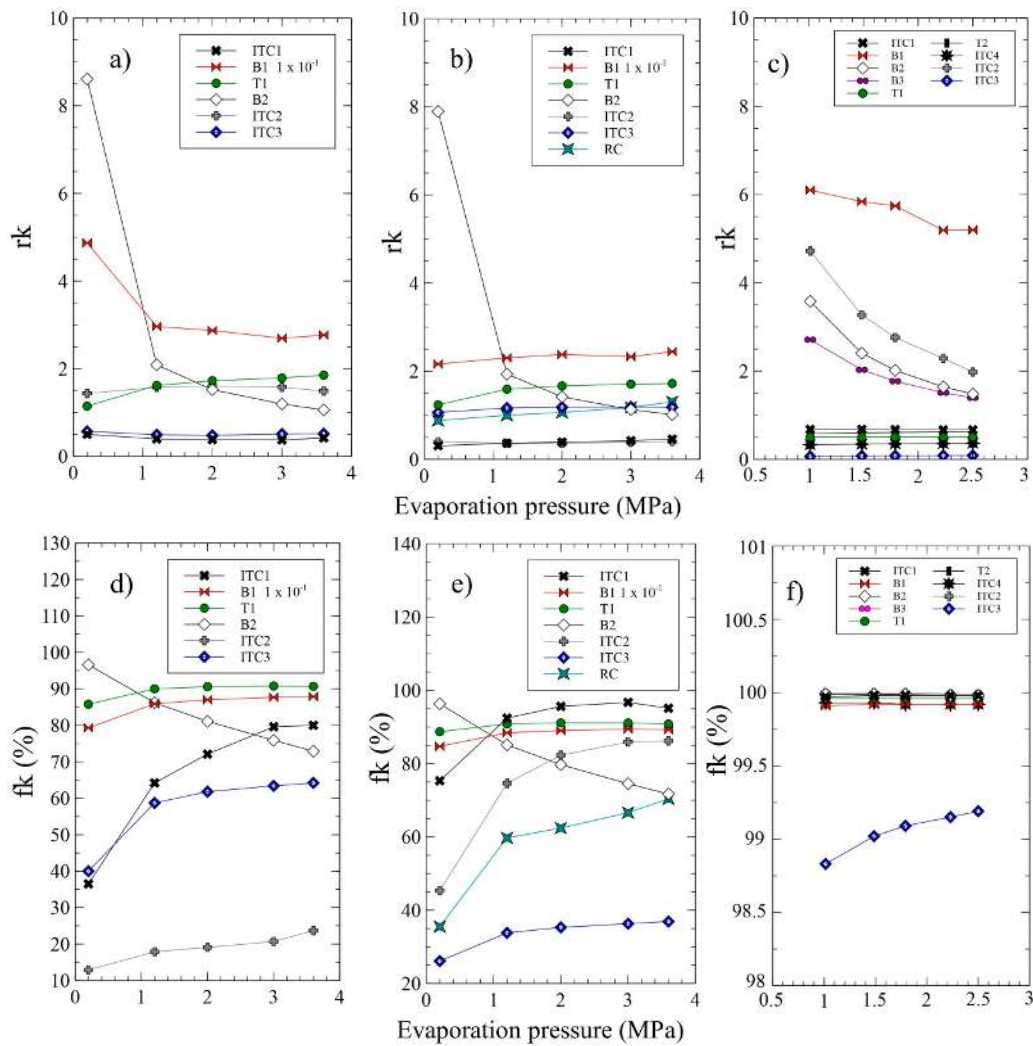 a)
ITC1
B1 1 x 10⁻¹
T1
B2
ITC2
ITC3
rk
10
8
6
4
2
0
0 1 2 3 4
b)
ITC1
B1 1 x 10⁻¹
T1
B2
ITC2
ITC3
RC
rk
10
8
6
4
2
0
0 1 2 3 4
Evaporation pressure (MPa)
c)
ITC1 T2
B1 ITC4
B2 ITC2
B3 ITC3
T1
rk
10
8
6
4
2
0
0.5 1 1.5 2 2.5 3
d)
ITC1
B1 1 x 10⁻¹
T1
B2
ITC2
ITC3
fk (%)
130
120
110
100
90
80
70
60
50
40
30
20
10
0 1 2 3 4
e)
ITC1
B1 1 x 10⁻¹
T1
B2
ITC2
ITC3
RC
fk (%)
140
120
100
80
60
40
20
0 1 2 3 4
Evaporation pressure (MPa)
f)
ITC1 T2
B1 ITC4
B2 ITC2
B3 ITC3
T1
fk (%)
101
100.5
100
99.5
99
98.5
98
0.5 1 1.5 2 2.5 3